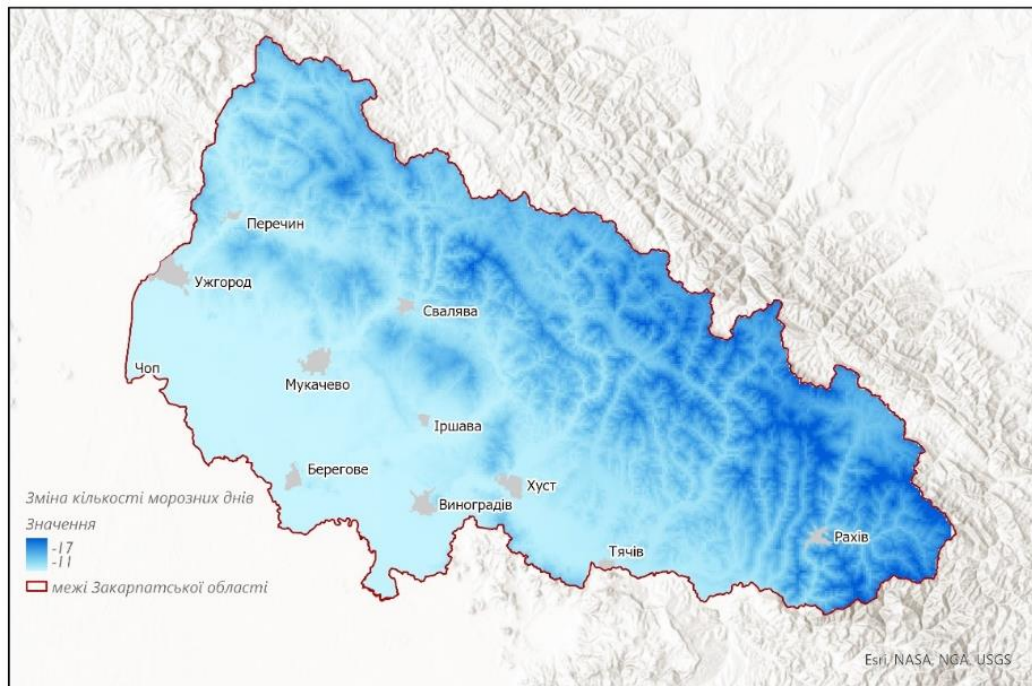 Перечин
Ужгород
Свалява
Чоп
Мукачево
Іршава
Берегове
Хуст
Виноградів
Тячів
Рахів
Зміна кількості морозних днів
Значення
-17
-11
межі Закарпатської області
Esri, NASA, NGA, USGS